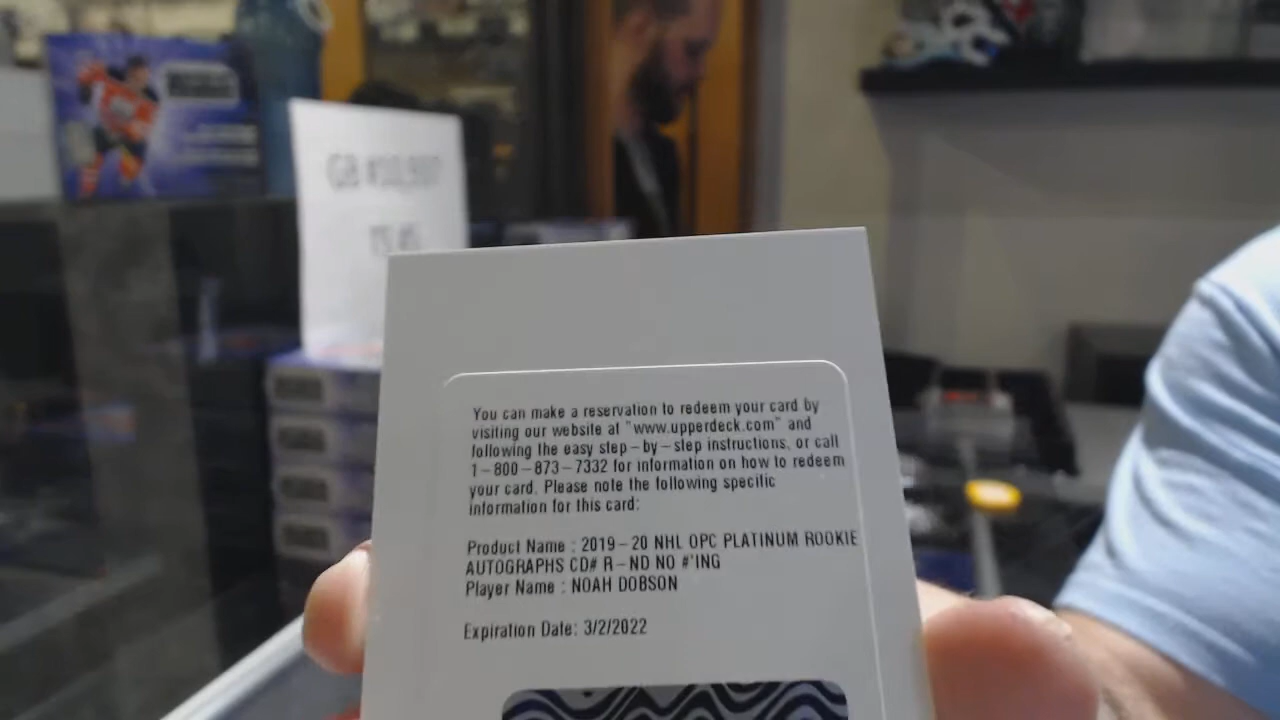 You can make a reservation to redeem your card by
visiting our website at "www.upperdeck.com" and
following the easy step-by-step instructions, or call
1-800-873-7332 for information on how to redeem
your card. Please note the following specific
information for this card:
Product Name : 2019-20 NHL OPC PLATINUM ROOKIE
AUTOGRAPHS CD# R-ND NO #'ING
Player Name : NOAH DOBSON
Expiration Date: 3/2/2022